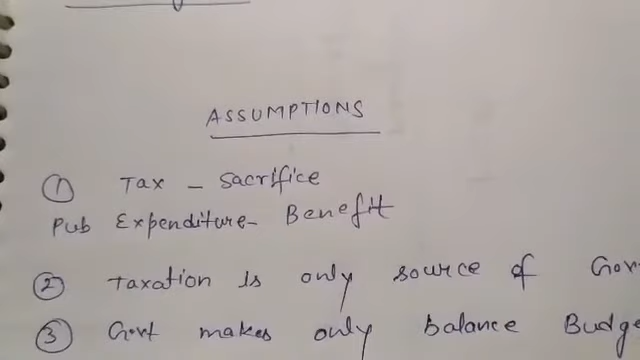 ASSUMPTIONS
① Tax - Sacrifice
Pub Expenditure- Benefit
② Taxation is only source of Gov
③ Govt makes only balance Budge